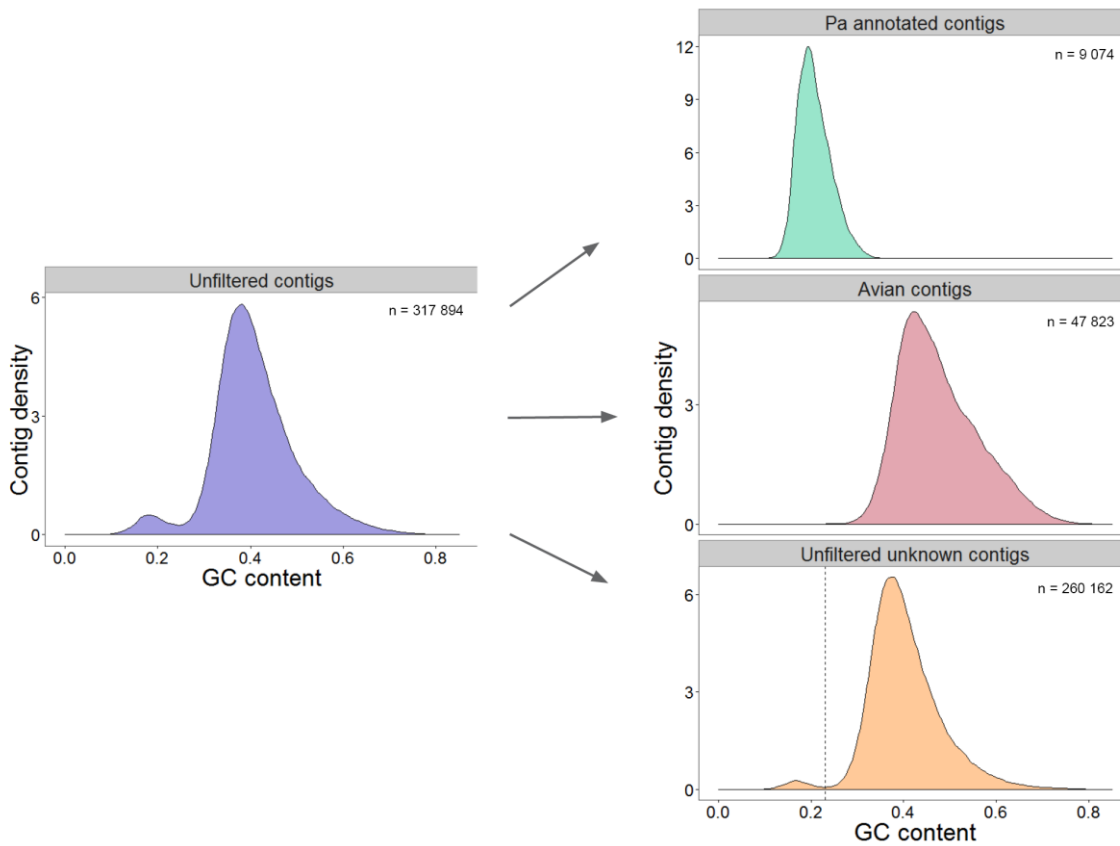 Unfiltered contigs
n = 317 894
6
3
0
Contig density
0.0 0.2 0.4 0.6 0.8
GC content
Pa annotated contigs
n = 9 074
12
9
6
3
0
Avian contigs
n = 47 823
3
0
Contig density
Unfiltered unknown contigs
n = 260 162
6
3
0
0.0 0.2 0.4 0.6 0.8
GC content